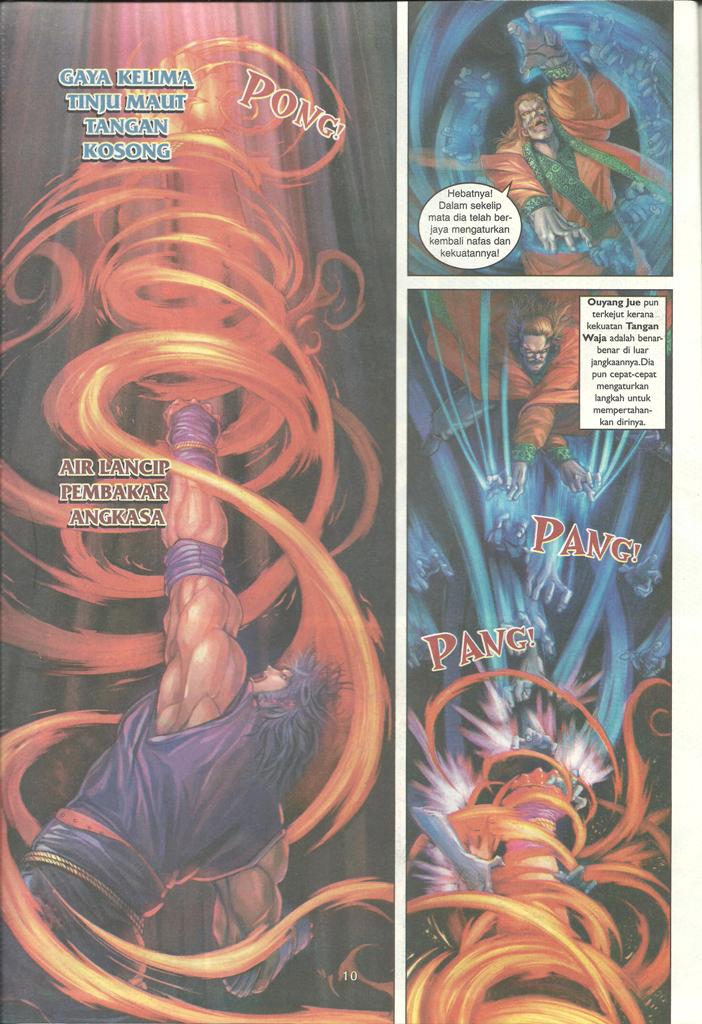 GAYA KELIMA
TINJU MAUT
TANGAN
KOSONG
PONG!
AIR LANCIP
PEMBAKAR
ANGKASA
10
Hebatnya!
Dalam sekelip
mata dia telah ber-
jaya mengaturkan
kembali nafas dan
kekuatannya!
Ouyang Jue pun
terkejut kerana
kekuatan Tangan
Waja adalah benar-
benar di luar
jangkaannya.Dia
pun cepat-cepat
mengaturkan
langkah untuk
mempertahan-
kan dirinya.
PANG!
PANG!